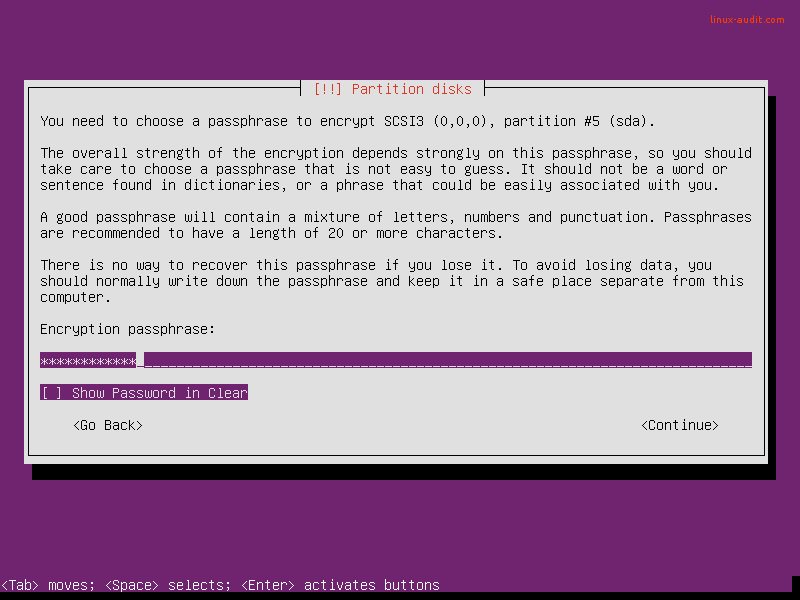 linux-audit.com
[!!] Partition disks
You need to choose a passphrase to encrypt SCSI3 (0,0,0), partition #5 (sda).
The overall strength of the encryption depends strongly on this passphrase, so you should
take care to choose a passphrase that is not easy to guess. It should not be a word or
sentence found in dictionaries, or a phrase that could be easily associated with you.
A good passphrase will contain a mixture of letters, numbers and punctuation. Passphrases
are recommended to have a length of 20 or more characters.
There is no way to recover this passphrase if you lose it. To avoid losing data, you
should normally write down the passphrase and keep it in a safe place separate from this
computer.
Encryption passphrase:
************
[ ] Show Password in Clear
<Go Back> <Continue>
<Tab> moves; <Space> selects; <Enter> activates buttons